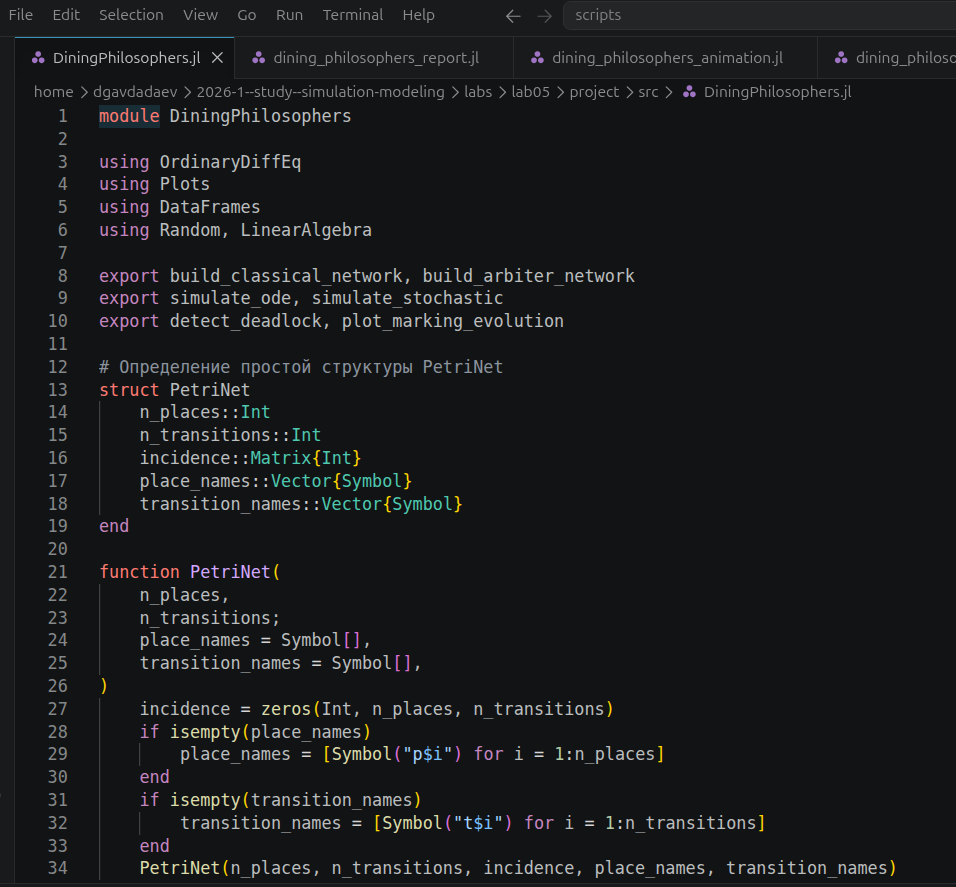 File Edit Selection View Go Run Terminal Help ← → scripts
DiningPhilosophers.jl × dining_philosophers_report.jl dining_philosophers_animation.jl dining_philoso
home > dgavdadaev > 2026-1--study--simulation-modeling > labs > lab05 > project > src > DiningPhilosophers.jl
1 module DiningPhilosophers
2
3 using OrdinaryDiffEq
4 using Plots
5 using DataFrames
6 using Random, LinearAlgebra
7
8 export build_classical_network, build_arbiter_network
9 export simulate_ode, simulate_stochastic
10 export detect_deadlock, plot_marking_evolution
11
12 # Определение простой структуры PetriNet
13 struct PetriNet
14     n_places::Int
15     n_transitions::Int
16     incidence::Matrix{Int}
17     place_names::Vector{Symbol}
18     transition_names::Vector{Symbol}
19 end
20
21 function PetriNet(
22     n_places,
23     n_transitions;
24     place_names = Symbol[],
25     transition_names = Symbol[],
26 )
27     incidence = zeros(Int, n_places, n_transitions)
28     if isempty(place_names)
29         place_names = [Symbol("p$i") for i = 1:n_places]
30     end
31     if isempty(transition_names)
32         transition_names = [Symbol("t$i") for i = 1:n_transitions]
33     end
34     PetriNet(n_places, n_transitions, incidence, place_names, transition_names)